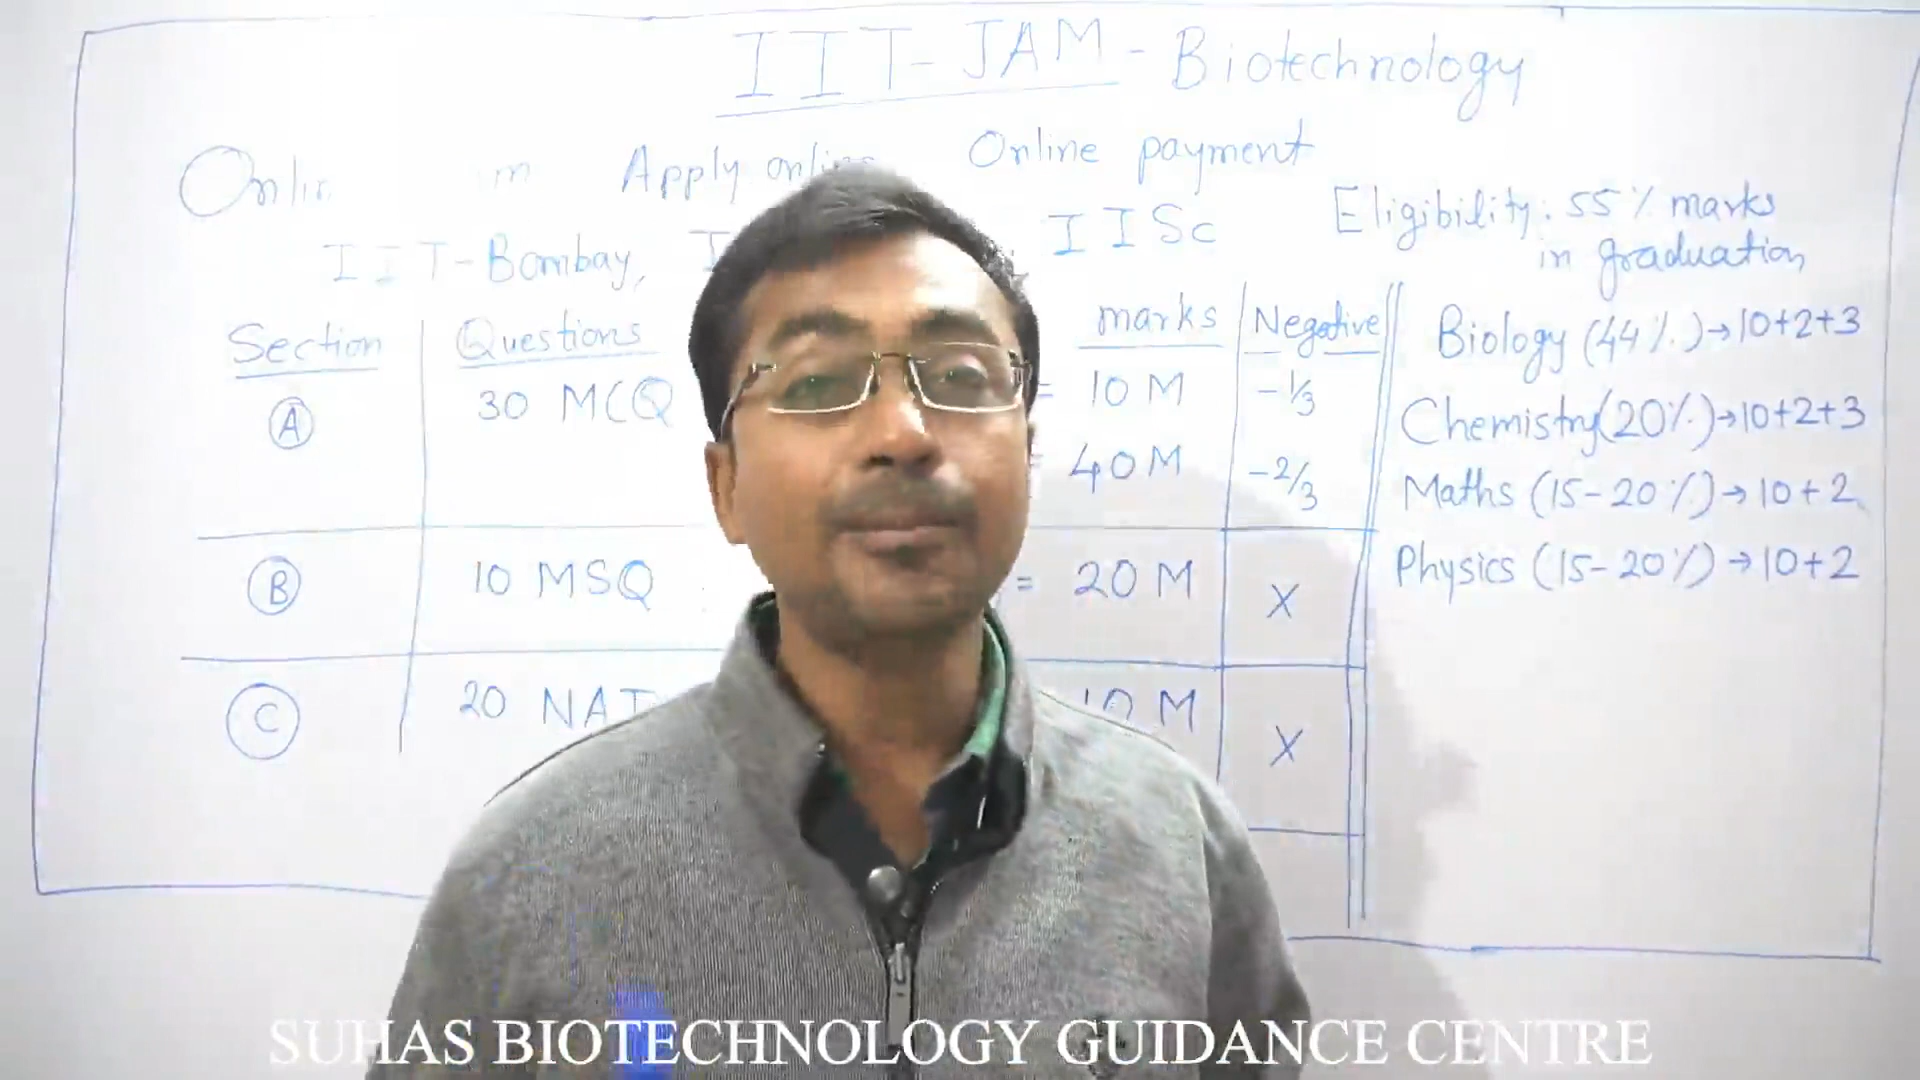 IIT-JAM - Biotechnology
Apply online Online payment
IIT-Bombay, IISc
Eligibility: 55% marks
in graduation
Section Questions marks Negative
A 30 MCQ = 10 M -1/3
= 40 M -2/3
B 10 MSQ = 20 M X
C 20 NAT M X
Biology (44%) → 10+2+3
Chemistry (20%) → 10+2+3
Maths (15-20%) → 10+2
Physics (15-20%) → 10+2
SUHAS BIOTECHNOLOGY GUIDANCE CENTRE